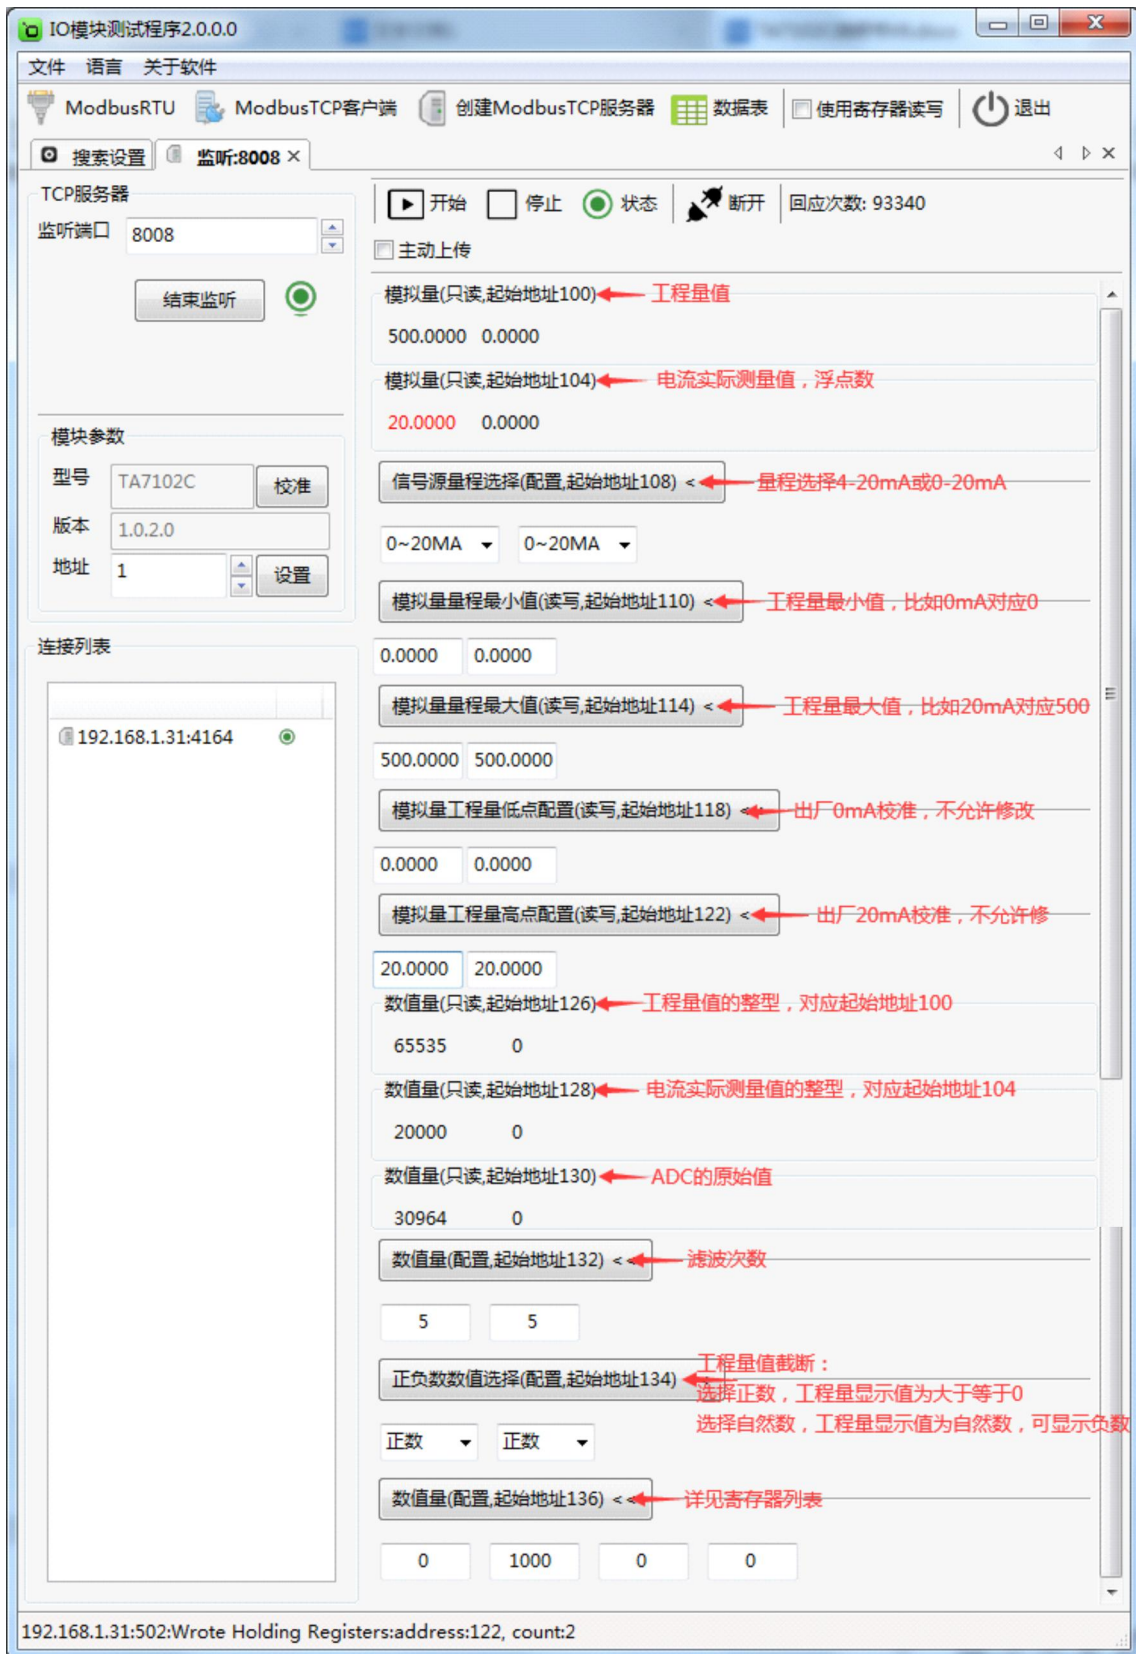 IO模块测试程序2.0.0.0
文件 语言 关于软件
ModbusRTU ModbusTCP客户端 创建ModbusTCP服务器 数据表 使用寄存器读写 退出
搜索设置 监听:8008
TCP服务器
监听端口 8008
结束监听
模块参数
型号 TA7102C 校准
版本 1.0.2.0
地址 1 设置
连接列表
192.168.1.31:4164
开始 停止 状态 断开 回应次数: 93340
主动上传
模拟量(只读,起始地址100) 工程量值
500.0000 0.0000
模拟量(只读,起始地址104) 电流实际测量值，浮点数
20.0000 0.0000
信号源量程选择(配置,起始地址108) < 量程选择4-20mA或0-20mA
0~20MA 0~20MA
模拟量量程最小值(读写,起始地址110) < 工程量最小值，比如0mA对应0
0.0000 0.0000
模拟量量程最大值(读写,起始地址114) < 工程量最大值，比如20mA对应500
500.0000 500.0000
模拟量工程量低点配置(读写,起始地址118) < 出厂0mA校准，不允许修改
0.0000 0.0000
模拟量工程量高点配置(读写,起始地址122) < 出厂20mA校准，不允许修
20.0000 20.0000
数值量(只读,起始地址126) 工程量值的整型，对应起始地址100
65535 0
数值量(只读,起始地址128) 电流实际测量值的整型，对应起始地址104
20000 0
数值量(只读,起始地址130) ADC的原始值
30964 0
数值量(配置,起始地址132) << 滤波次数
5 5
正负数数值选择(配置,起始地址134) 工程量值截断：
选择正数，工程量显示值为大于等于0
选择自然数，工程量显示值为自然数，可显示负数
正数 正数
数值量(配置,起始地址136) << 详见寄存器列表
0 1000 0 0
192.168.1.31:502:Wrote Holding Registers:address:122, count:2